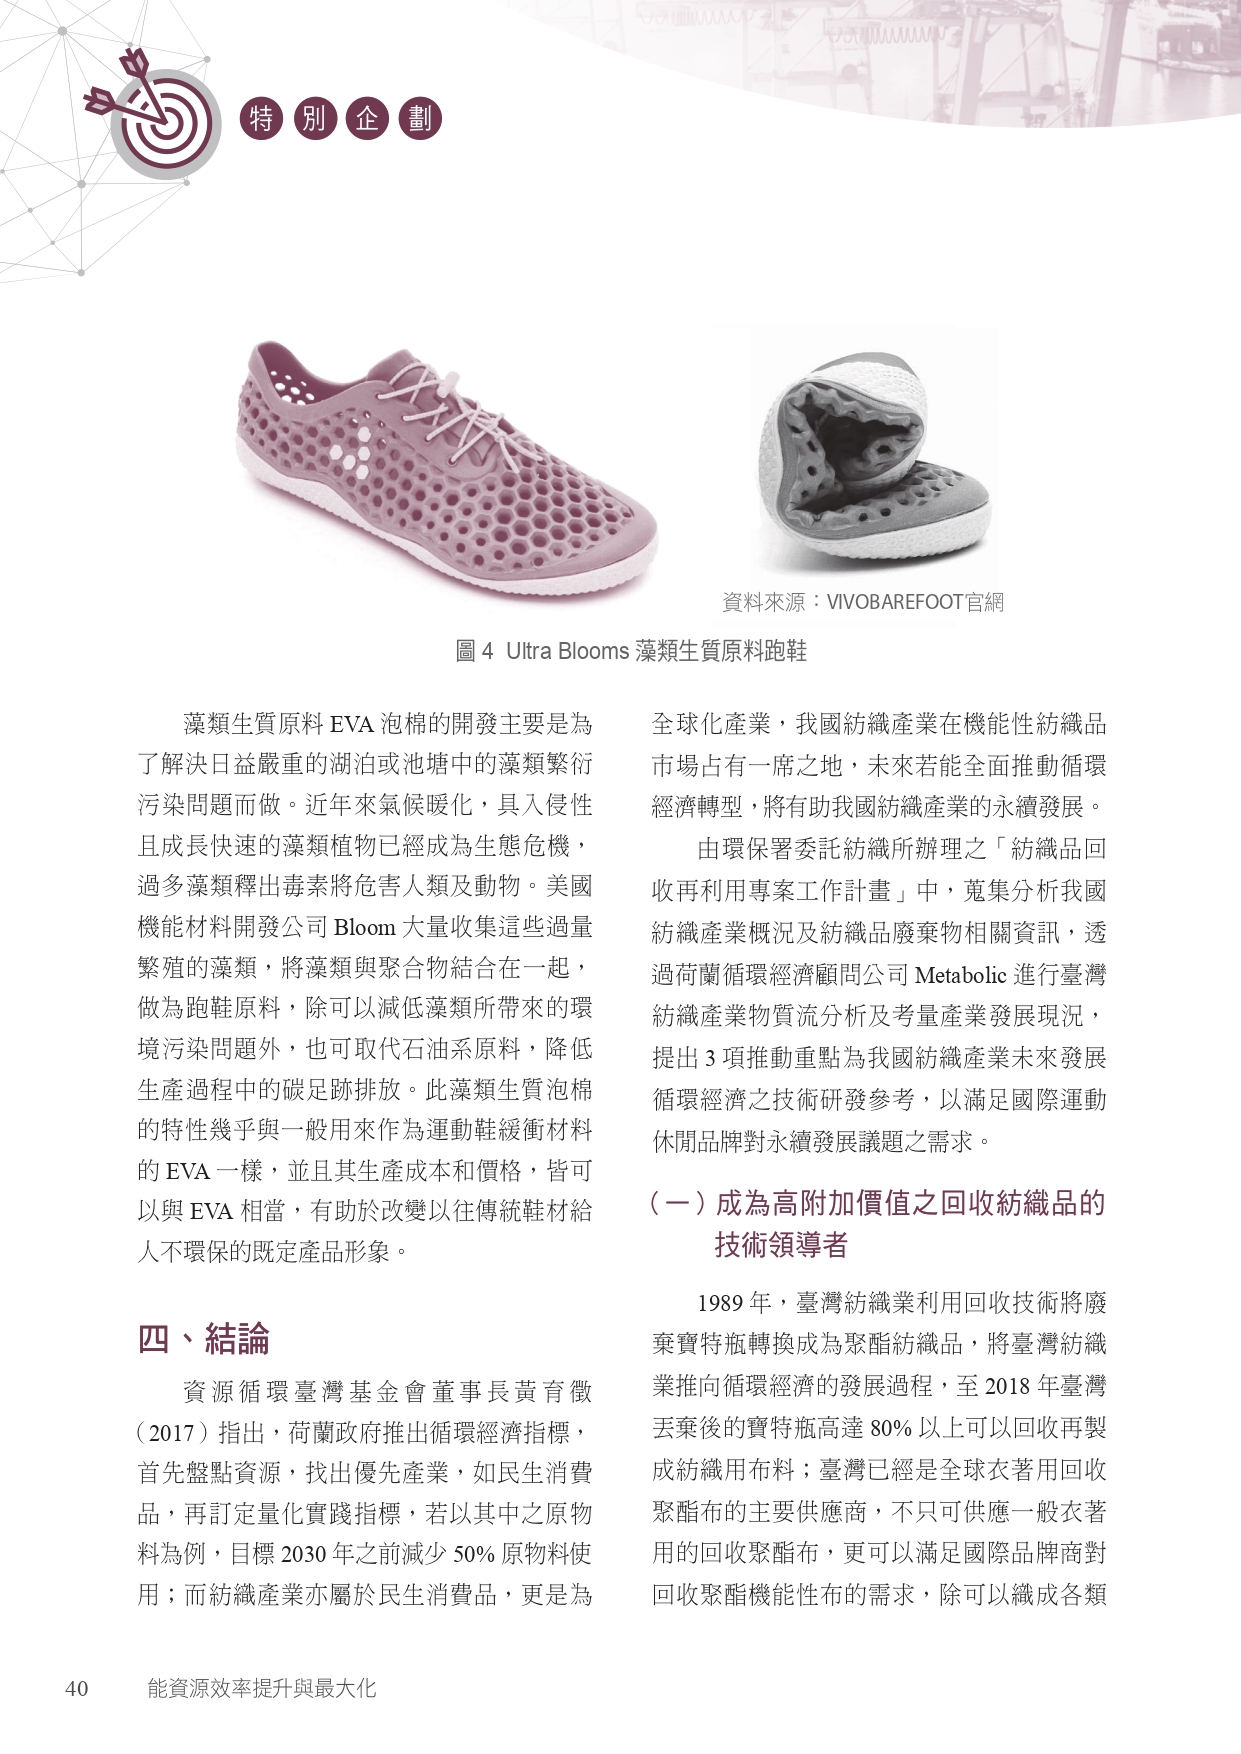 特別企劃
資料來源：VIVOBAREFOOT官網
圖 4 Ultra Blooms 藻類生質原料跑鞋
藻類生質原料 EVA 泡棉的開發主要是為
了解決日益嚴重的湖泊或池塘中的藻類繁衍
污染問題而做。近年來氣候暖化，具入侵性
且成長快速的藻類植物已經成為生態危機，
過多藻類釋出毒素將危害人類及動物。美國
機能材料開發公司 Bloom 大量收集這些過量
繁殖的藻類，將藻類與聚合物結合在一起，
做為跑鞋原料，除可以減低藻類所帶來的環
境污染問題外，也可取代石油系原料，降低
生產過程中的碳足跡排放。此藻類生質泡棉
的特性幾乎與一般用來作為運動鞋緩衝材料
的 EVA 一樣，並且其生產成本和價格，皆可
以與 EVA 相當，有助於改變以往傳統鞋材給
人不環保的既定產品形象。
四、結論
資源循環臺灣基金會董事長黃育徵
（2017）指出，荷蘭政府推出循環經濟指標，
首先盤點資源，找出優先產業，如民生消費
品，再訂定量化實踐指標，若以其中之原物
料為例，目標 2030 年之前減少 50% 原物料使
用；而紡織產業亦屬於民生消費品，更是為
全球化產業，我國紡織產業在機能性紡織品
市場占有一席之地，未來若能全面推動循環
經濟轉型，將有助我國紡織產業的永續發展。
由環保署委託紡織所辦理之「紡織品回
收再利用專案工作計畫」中，蒐集分析我國
紡織產業概況及紡織品廢棄物相關資訊，透
過荷蘭循環經濟顧問公司 Metabolic 進行臺灣
紡織產業物質流分析及考量產業發展現況，
提出 3 項推動重點為我國紡織產業未來發展
循環經濟之技術研發參考，以滿足國際運動
休閒品牌對永續發展議題之需求。
（一）成為高附加價值之回收紡織品的
技術領導者
1989 年，臺灣紡織業利用回收技術將廢
棄寶特瓶轉換成為聚酯紡織品，將臺灣紡織
業推向循環經濟的發展過程，至 2018 年臺灣
丟棄後的寶特瓶高達 80% 以上可以回收再製
成紡織用布料；臺灣已經是全球衣著用回收
聚酯布的主要供應商，不只可供應一般衣著
用的回收聚酯布，更可以滿足國際品牌商對
回收聚酯機能性布的需求，除可以織成各類
40 能資源效率提升與最大化